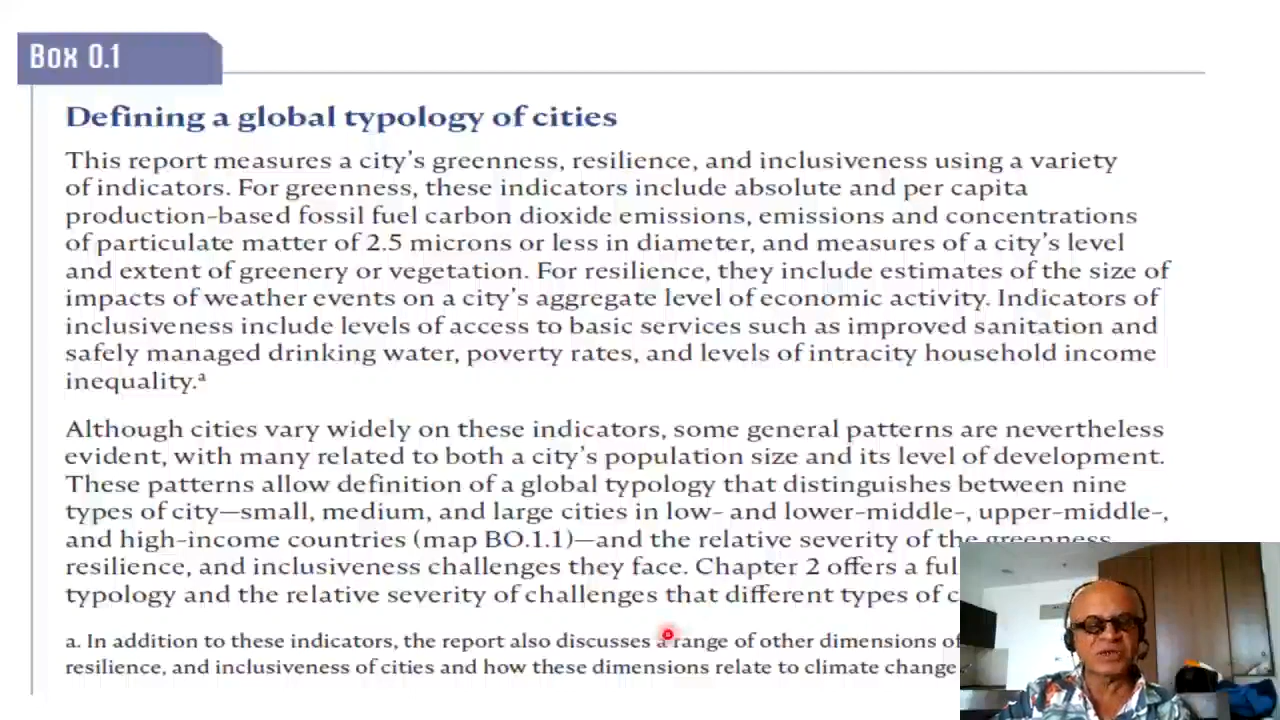 Box 0.1
Defining a global typology of cities
This report measures a city's greenness, resilience, and inclusiveness using a variety
of indicators. For greenness, these indicators include absolute and per capita
production-based fossil fuel carbon dioxide emissions, emissions and concentrations
of particulate matter of 2.5 microns or less in diameter, and measures of a city's level
and extent of greenery or vegetation. For resilience, they include estimates of the size of
impacts of weather events on a city's aggregate level of economic activity. Indicators of
inclusiveness include levels of access to basic services such as improved sanitation and
safely managed drinking water, poverty rates, and levels of intracity household income
inequality.ᵃ
Although cities vary widely on these indicators, some general patterns are nevertheless
evident, with many related to both a city's population size and its level of development.
These patterns allow definition of a global typology that distinguishes between nine
types of city—small, medium, and large cities in low- and lower-middle-, upper-middle-,
and high-income countries (map BO.1.1)—and the relative severity of the greenness
resilience, and inclusiveness challenges they face. Chapter 2 offers a ful
typology and the relative severity of challenges that different types of c
a. In addition to these indicators, the report also discusses a range of other dimensions of
resilience, and inclusiveness of cities and how these dimensions relate to climate change